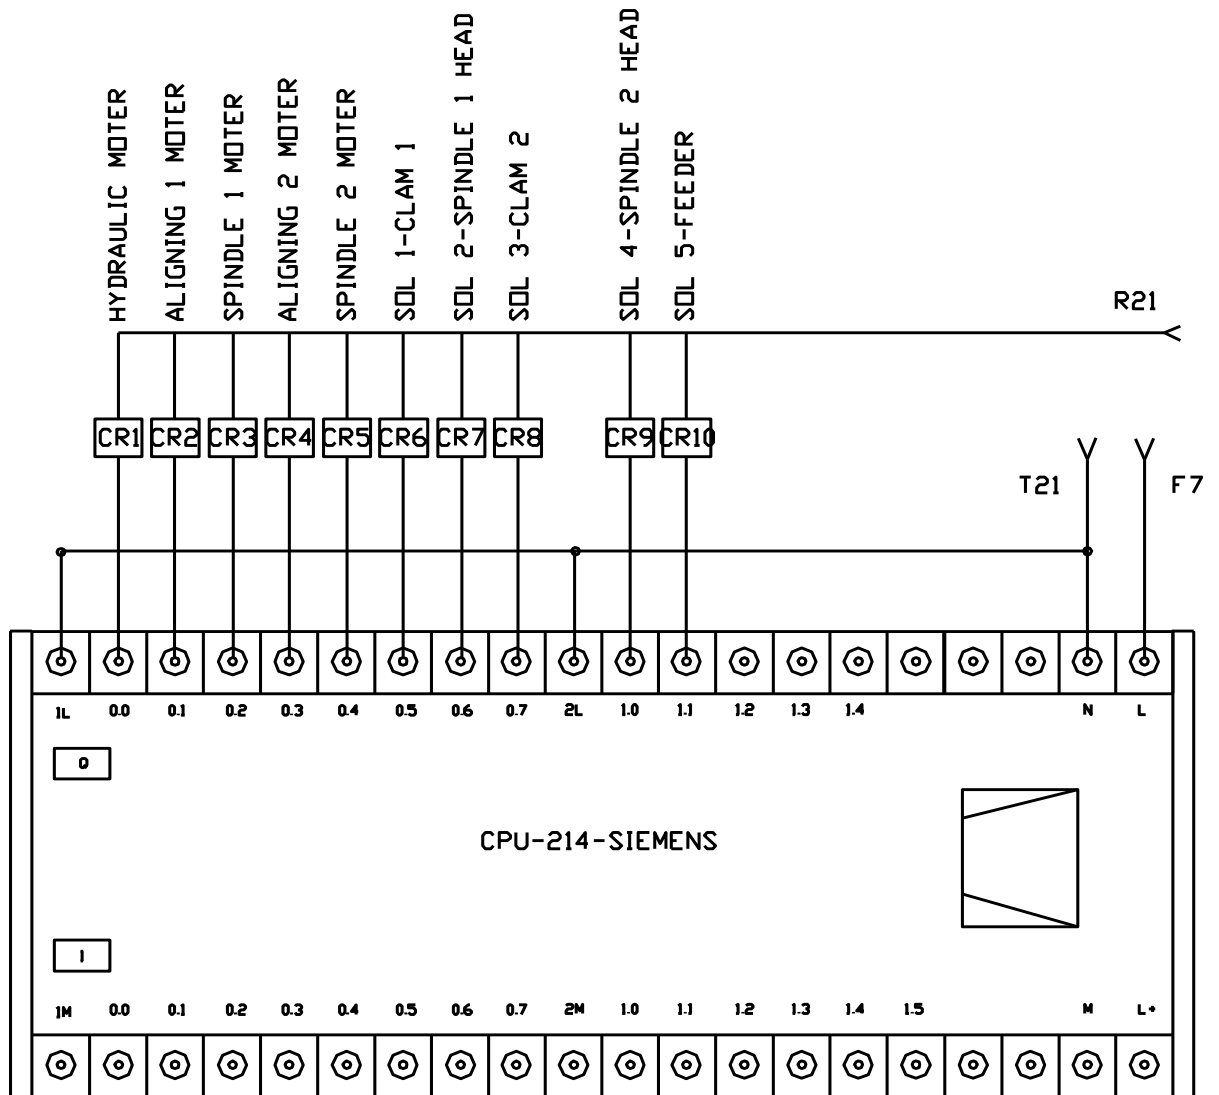 HYDRAULIC MOTER
ALIGNING 1 MOTER
SPINDLE 1 MOTER
ALIGNING 2 MOTER
SPINDLE 2 MOTER
SOL 1-CLAM 1
SOL 2-SPINDLE 1 HEAD
SOL 3-CLAM 2
SOL 4-SPINDLE 2 HEAD
SOL 5-FEEDER
R21
CR1 CR2 CR3 CR4 CR5 CR6 CR7 CR8 CR9 CR10
T21 F7
1L 0.0 0.1 0.2 0.3 0.4 0.5 0.6 0.7 2L 1.0 1.1 1.2 1.3 1.4 N L
Q
CPU-214-SIEMENS
I
1M 0.0 0.1 0.2 0.3 0.4 0.5 0.6 0.7 2M 1.0 1.1 1.2 1.3 1.4 1.5 M L+